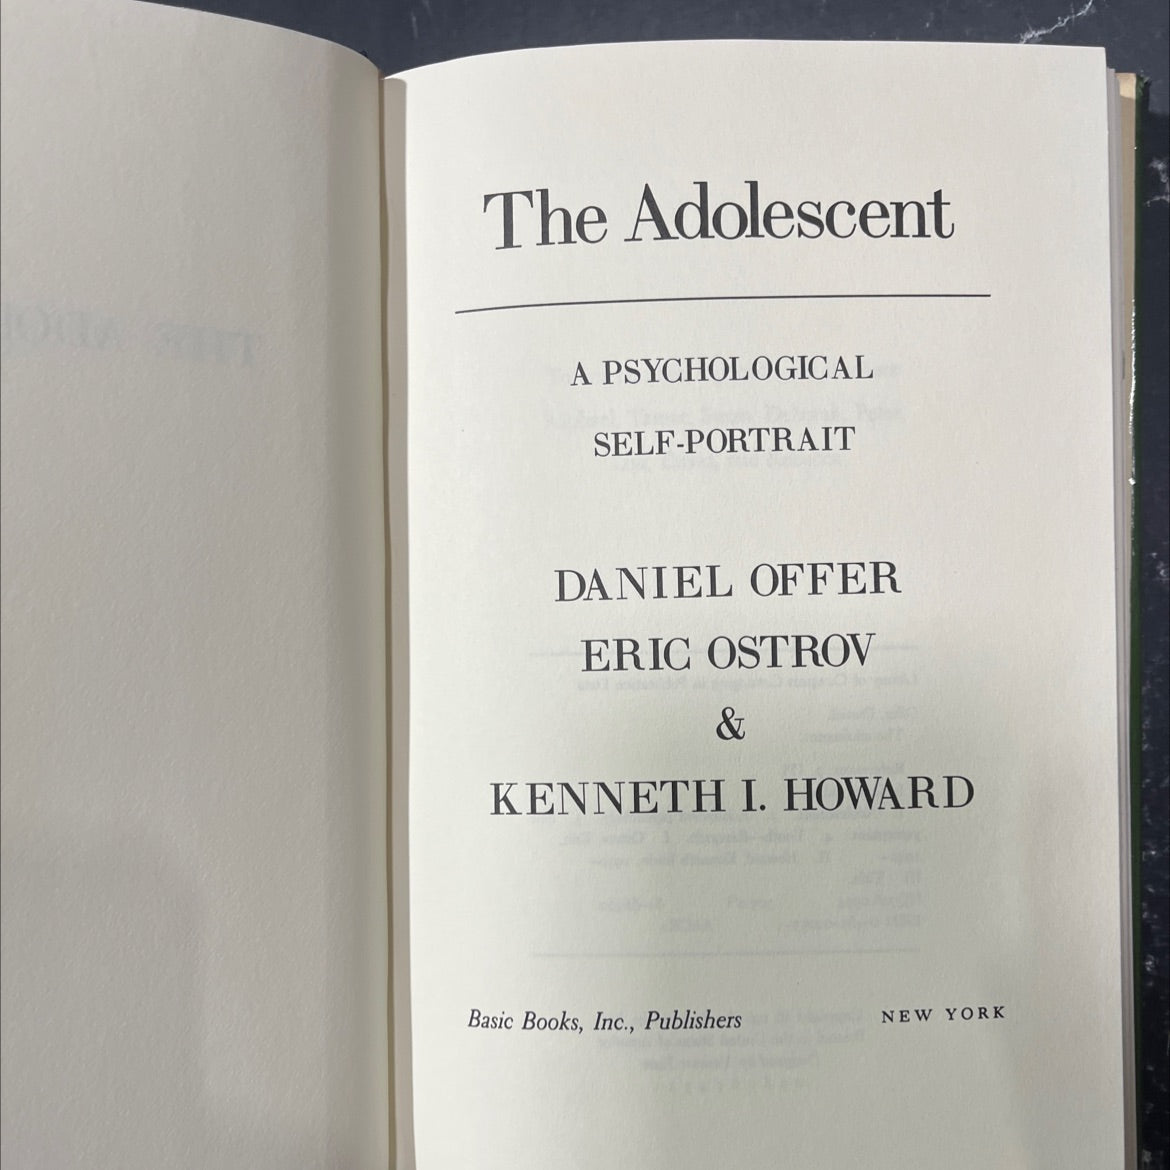 The Adolescent
A PSYCHOLOGICAL
SELF-PORTRAIT
DANIEL OFFER
ERIC OSTROV
&
KENNETH I. HOWARD
Basic Books, Inc., Publishers NEW YORK